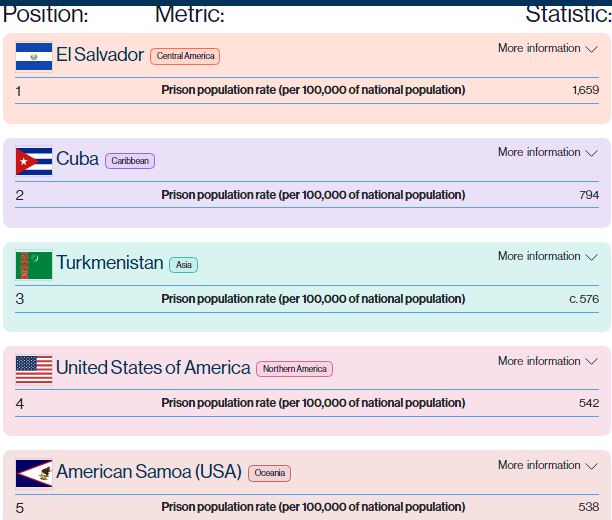 Position: Metric: Statistic:
El Salvador Central America More information
1 Prison population rate (per 100,000 of national population) 1,659
Cuba Caribbean More information
2 Prison population rate (per 100,000 of national population) 794
Turkmenistan Asia More information
3 Prison population rate (per 100,000 of national population) c. 576
United States of America Northern America More information
4 Prison population rate (per 100,000 of national population) 542
American Samoa (USA) Oceania More information
5 Prison population rate (per 100,000 of national population) 538